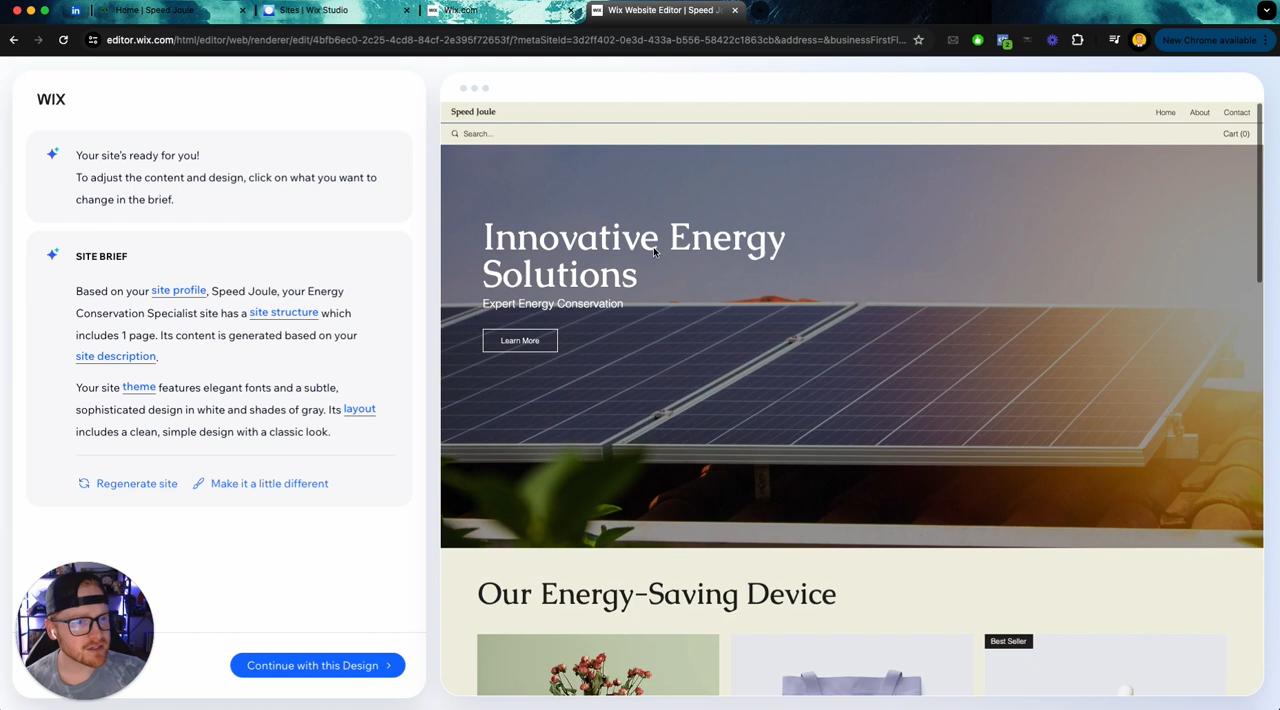 Home | Speed Joule
Sites | Wix Studio
WIX
Wix.com
WIX
Wix Website Editor | Speed J
editor.wix.com/html/editor/web/renderer/edit/4bfb6ec0-2c25-4cd8-84cf-2e395f72653f/?metaSiteId=3d2ff402-0e3d-433a-b556-58422c1863cb&address=&businessFirstFl...
2
New Chrome available
WIX
Your site's ready for you!
To adjust the content and design, click on what you want to
change in the brief.
SITE BRIEF
Based on your site profile, Speed Joule, your Energy
Conservation Specialist site has a site structure which
includes 1 page. Its content is generated based on your
site description.
Your site theme features elegant fonts and a subtle,
sophisticated design in white and shades of gray. Its layout
includes a clean, simple design with a classic look.
Regenerate site
Make it a little different
Continue with this Design
Speed Joule
Home
About
Contact
Search...
Cart (0)
Innovative Energy
Solutions
Expert Energy Conservation
Learn More
Our Energy-Saving Device
Best Seller